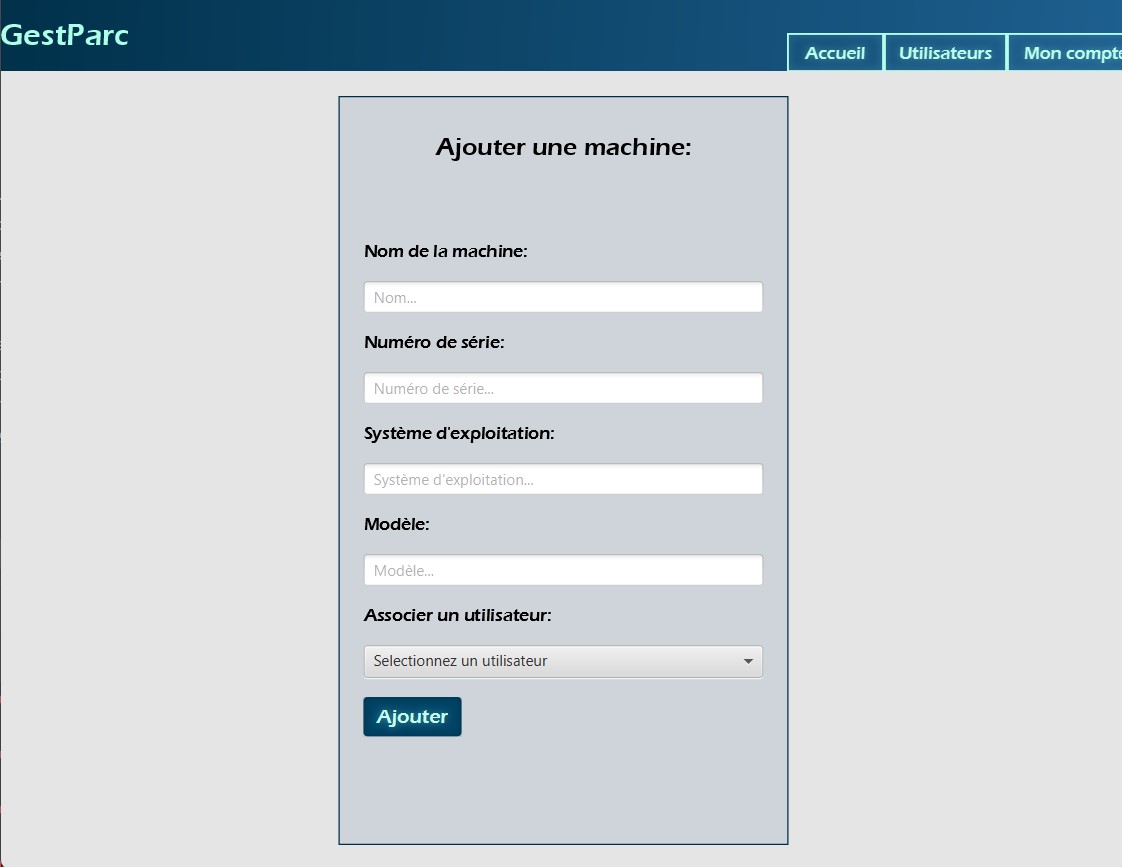 GestParc
Accueil Utilisateurs Mon compte
Ajouter une machine:
Nom de la machine:
Nom...
Numéro de série:
Numéro de série...
Système d'exploitation:
Système d'exploitation...
Modèle:
Modèle...
Associer un utilisateur:
Selectionnez un utilisateur
Ajouter